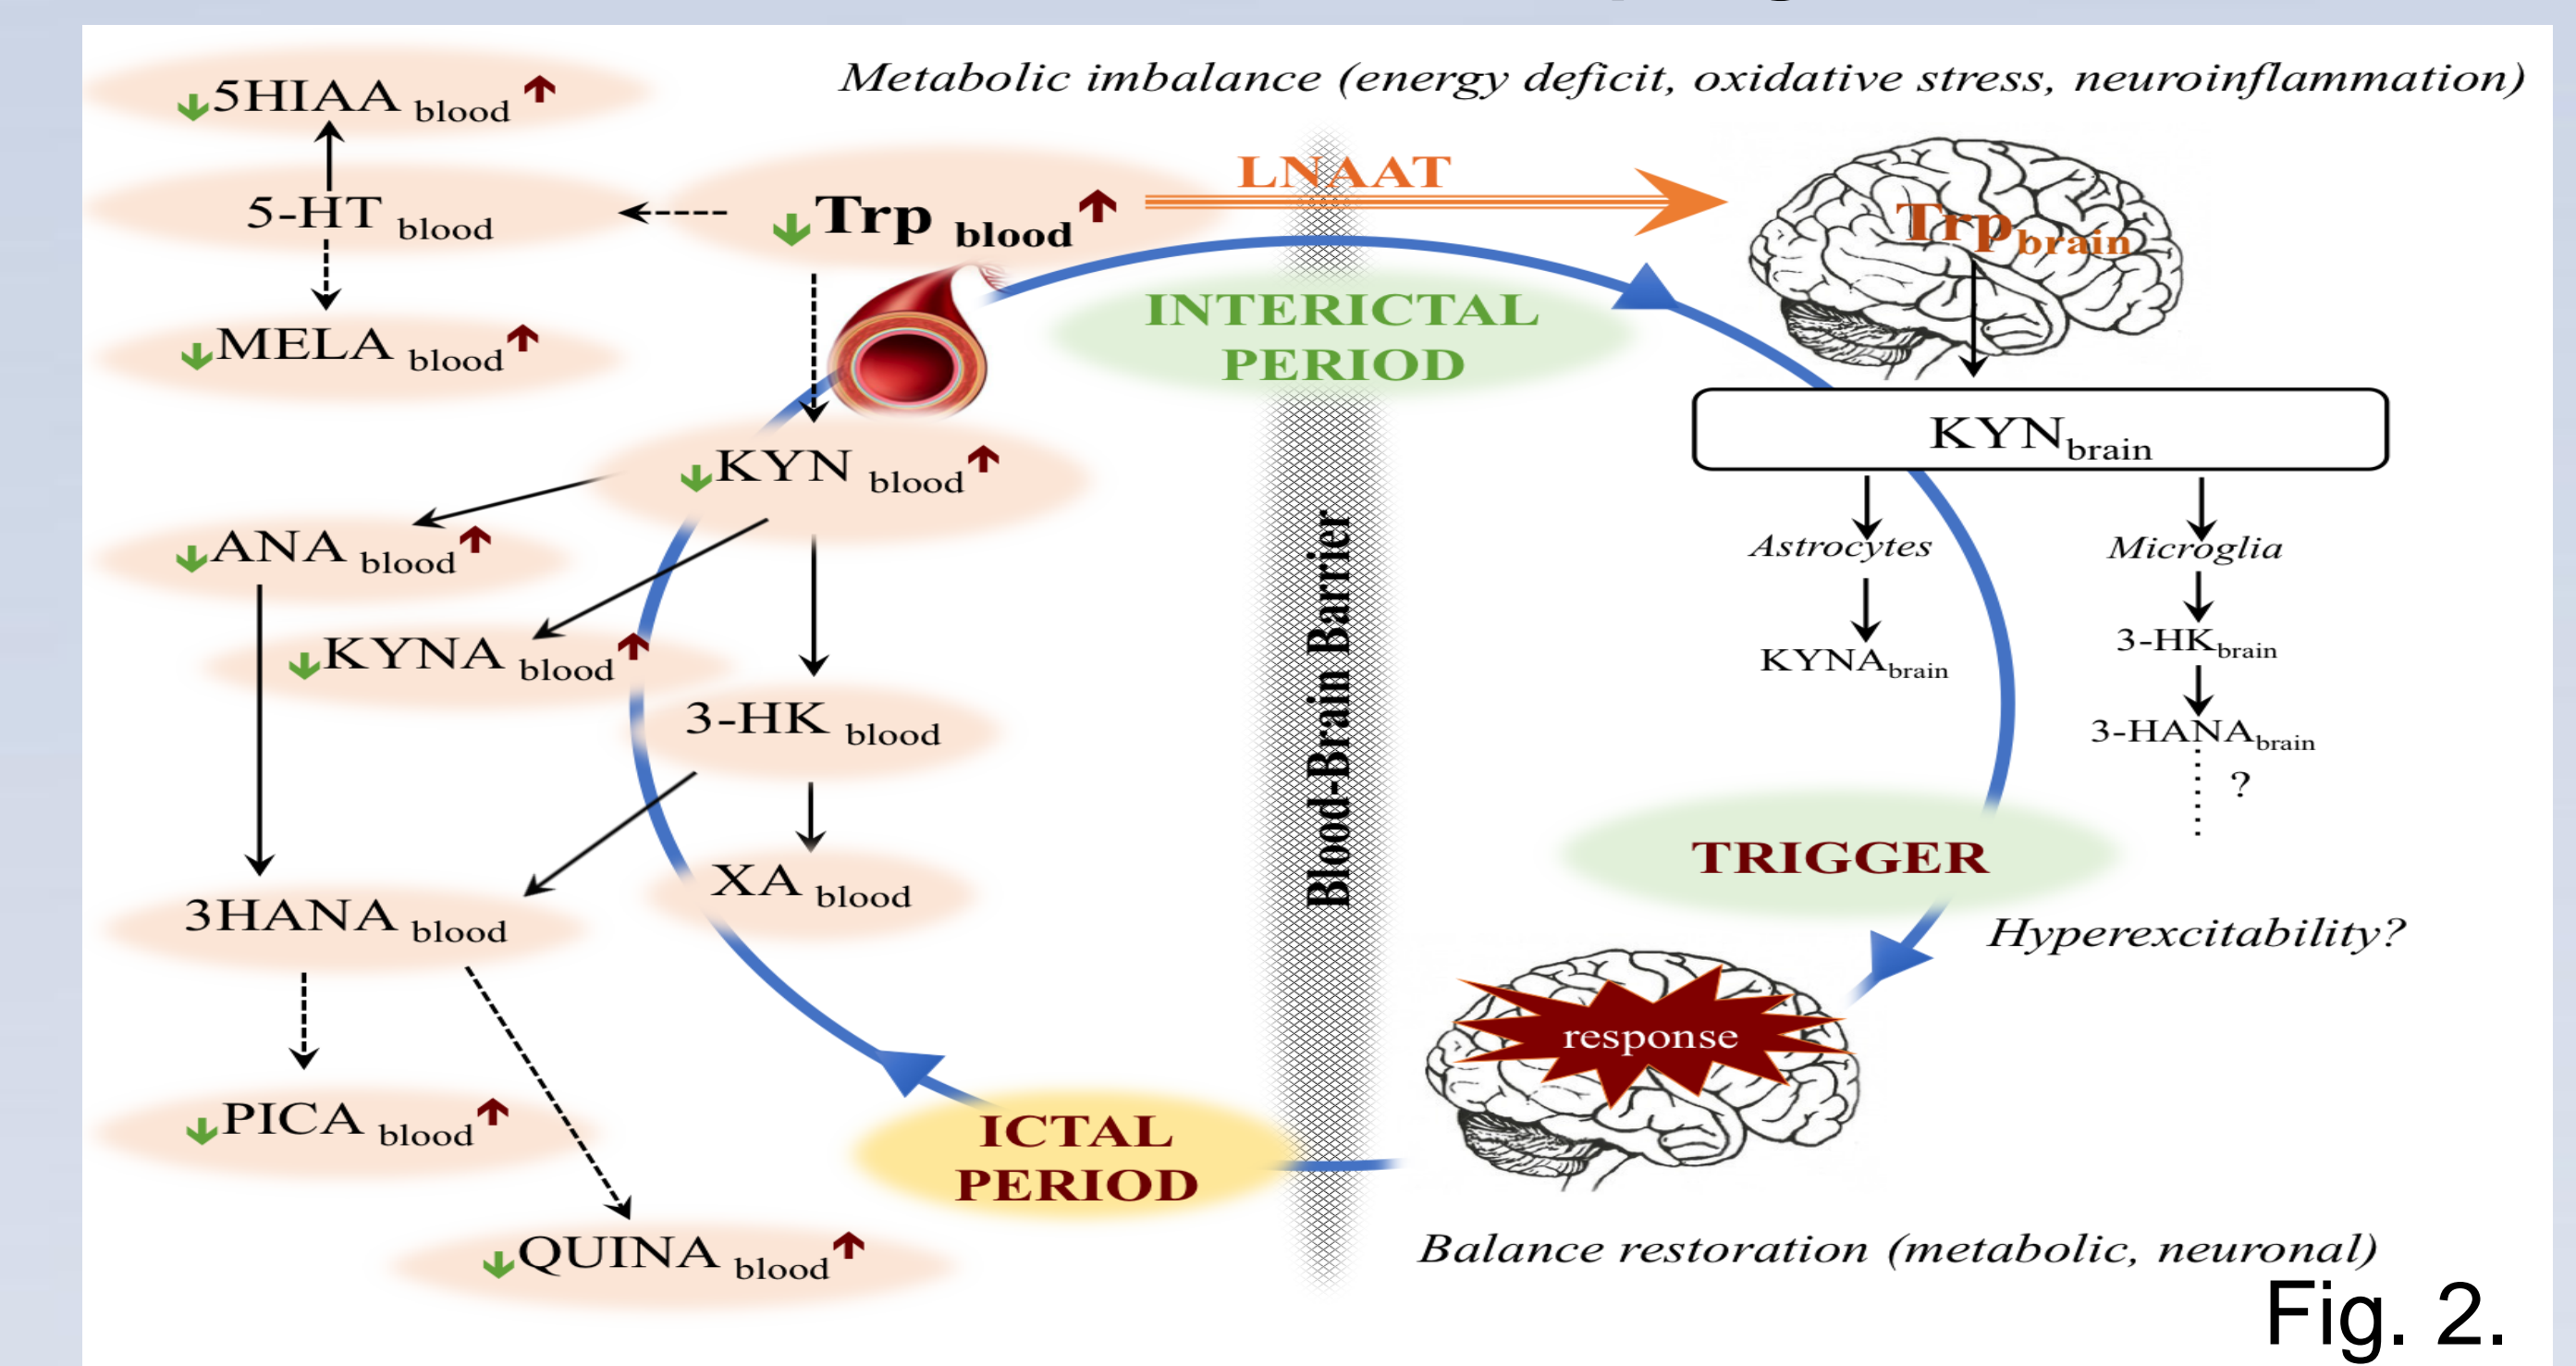 Metabolic imbalance (energy deficit, oxidative stress, neuroinflammation)
↓5HIAA blood↑
5-HT blood
↓MELA blood↑
↓Trp blood↑
LNAAT
Trp brain
INTERICTAL
PERIOD
↓KYN blood↑
KYN brain
↓ANA blood↑
↓KYNA blood↑
3-HK blood
XA blood
3HANA blood
↓PICA blood↑
↓QUINA blood↑
Blood-Brain Barrier
Astrocytes
KYNA brain
Microglia
3-HK brain
3-HANA brain
?
TRIGGER
Hyperexcitability?
response
ICTAL
PERIOD
Balance restoration (metabolic, neuronal)
Fig. 2.